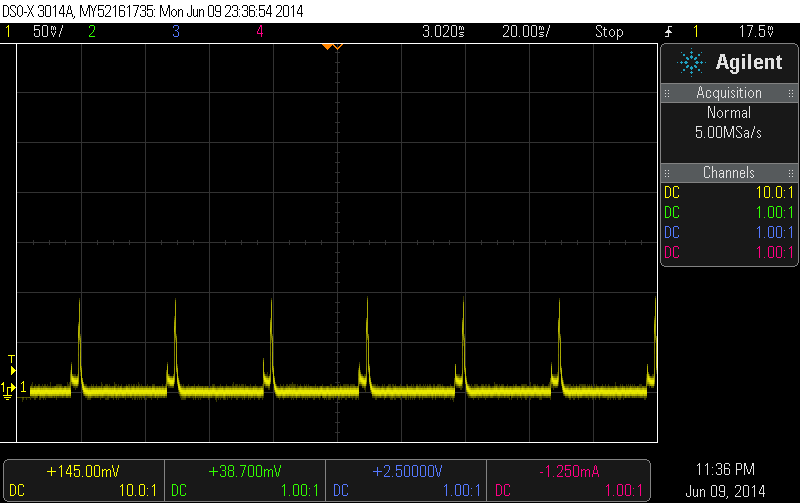 DSO-X 3014A, MY52161735: Mon Jun 09 23:36:54 2014
1 50mV/ 2 3 4 3.020s 20.00s/ Stop 1 17.5V
Agilent
Acquisition
Normal
5.00MSa/s
Channels
DC 10.0:1
DC 1.00:1
DC 1.00:1
DC 1.00:1
T
1 1
+145.00mV +38.700mV +2.50000V -1.250mA
DC 10.0:1 DC 1.00:1 DC 1.00:1 DC 1.00:1
11:36 PM
Jun 09, 2014